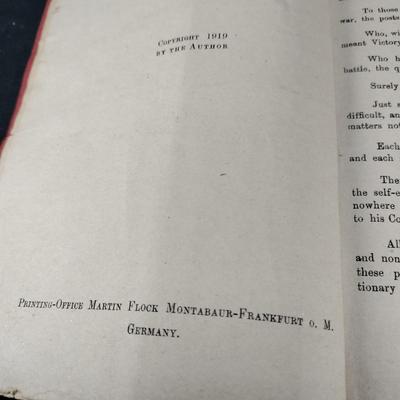 COPYRIGHT 1919
BY THE AUTHOR
PRINTING-OFFICE MARTIN FLOCK MONTABAUR-FRANKFURT O. M.
GERMANY.
To those
war, the posts
Who, wi
meant Victory
Who h
battle, the q
Surely
Just s
difficult, an
matters not
Each
and each
The
the self-e
nowhere
to his Co
All
and non
these p
tionary